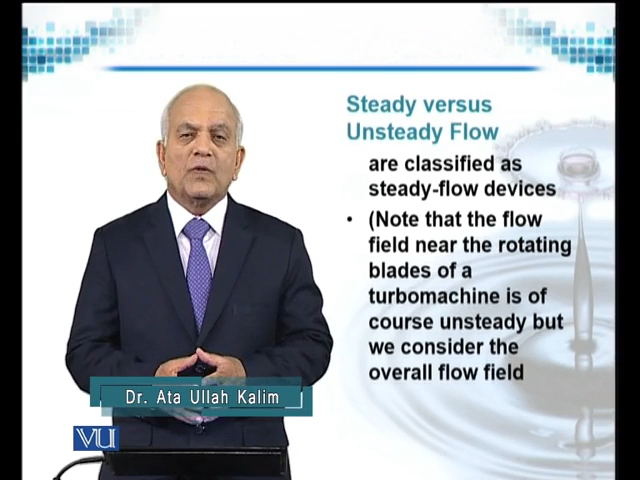 Steady versus
Unsteady Flow
are classified as
steady-flow devices
• (Note that the flow
field near the rotating
blades of a
turbomachine is of
course unsteady but
we consider the
overall flow field
Dr. Ata Ullah Kalim
VU